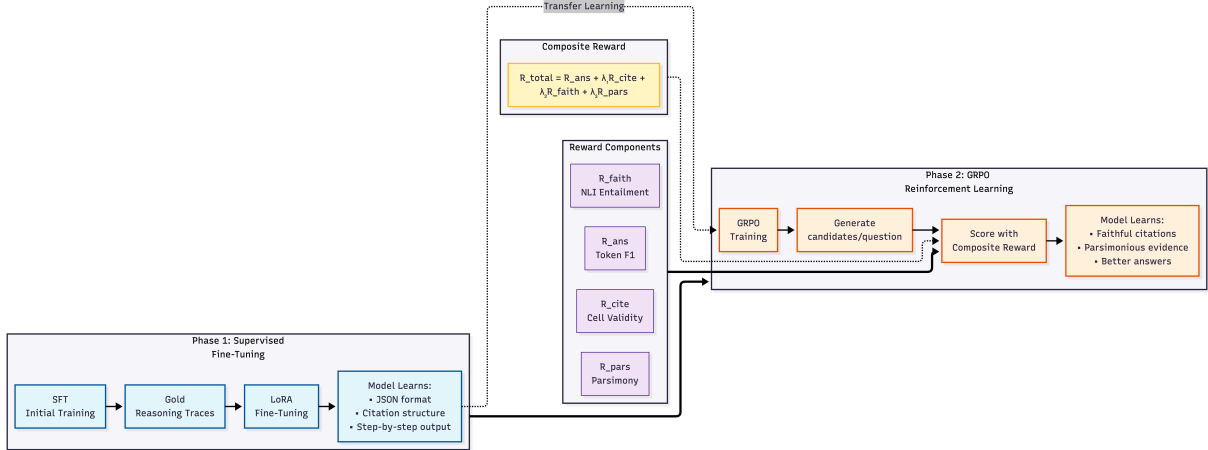 Transfer Learning
Composite Reward
R_total = R_ans + λ₁R_cite +
λ₂R_faith + λ₃R_pars
Reward Components
R_faith
NLI Entailment
R_ans
Token F1
R_cite
Cell Validity
R_pars
Parsimony
Phase 1: Supervised
Fine-Tuning
SFT
Initial Training
Gold
Reasoning Traces
LoRA
Fine-Tuning
Model Learns:
• JSON format
• Citation structure
• Step-by-step output
Phase 2: GRPO
Reinforcement Learning
GRPO
Training
Generate
candidates/question
Score with
Composite Reward
Model Learns:
• Faithful citations
• Parsimonious evidence
• Better answers